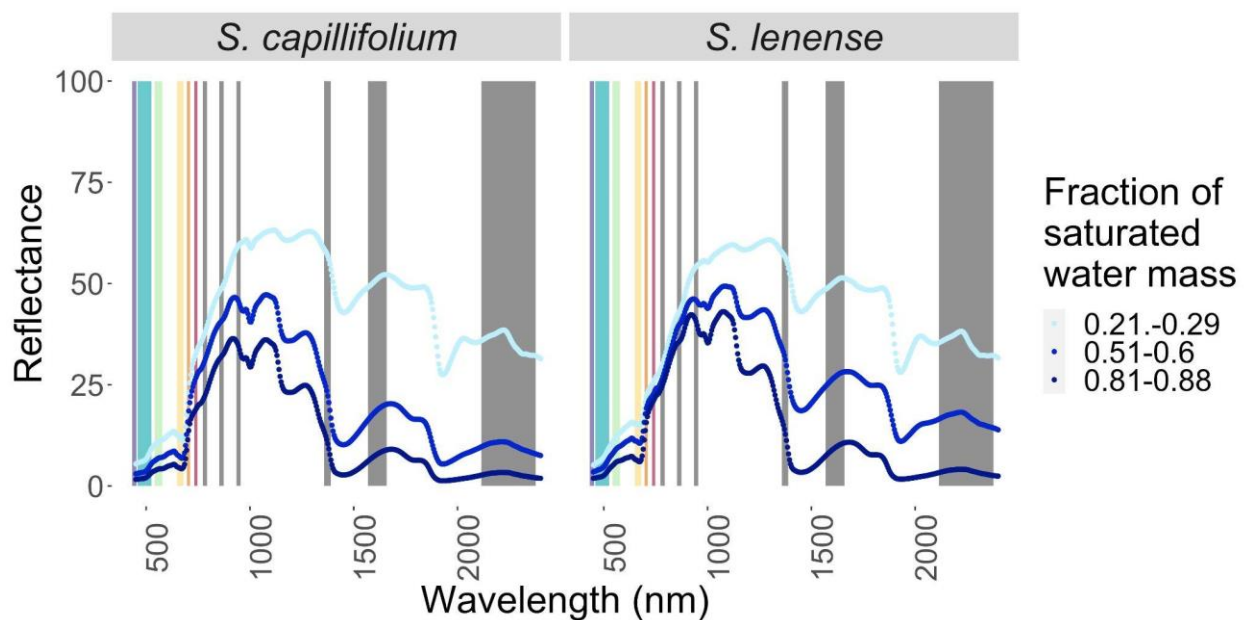 S. capillifolium
S. lenense
100
75
50
25
0
Reflectance
500
1000
1500
2000
500
1000
1500
2000
Wavelength (nm)
Fraction of
saturated
water mass
0.21.-0.29
0.51-0.6
0.81-0.88